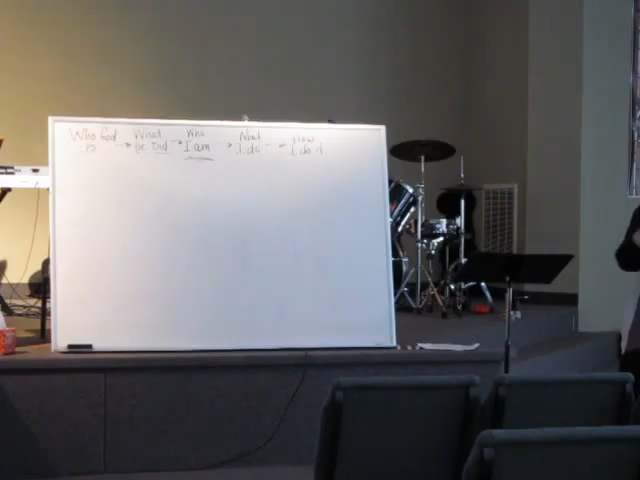 Who God What Who What How
is → He Did → I am → I do → I do it